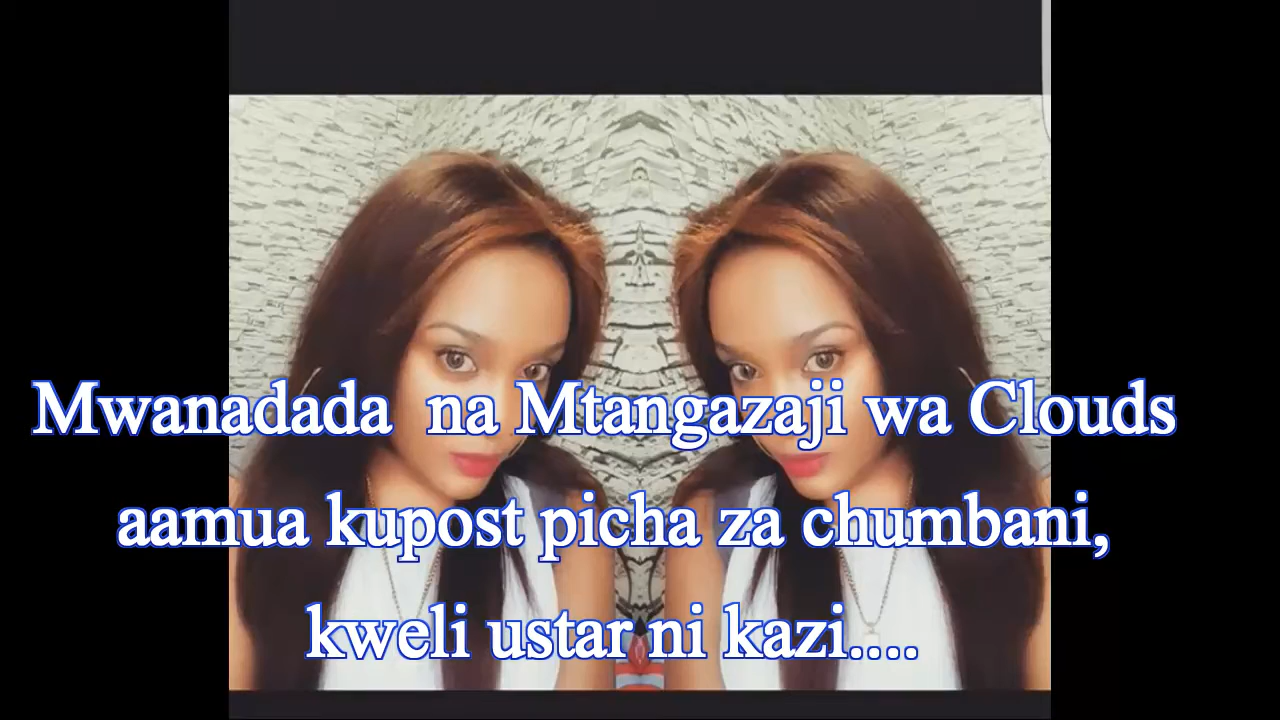 Mwanadada na Mtangazaji wa Clouds
aamua kupost picha za chumbani,
kweli ustar ni kazi....